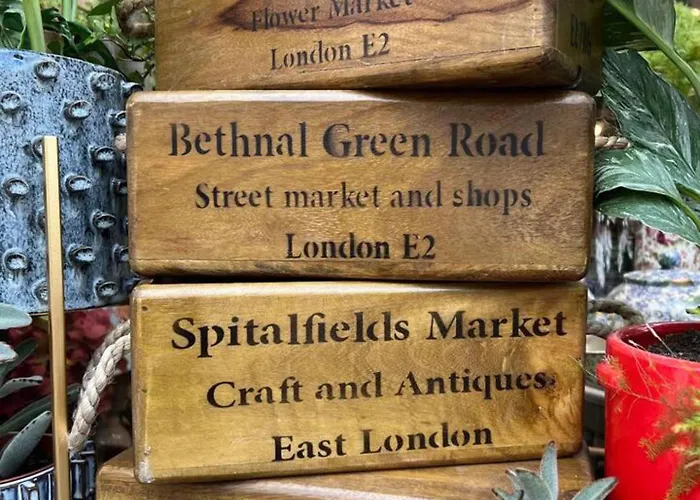 Flower Market
London E2
Bethnal Green Road
Street market and shops
London E2
Spitalfields Market
Craft and Antiques
East London